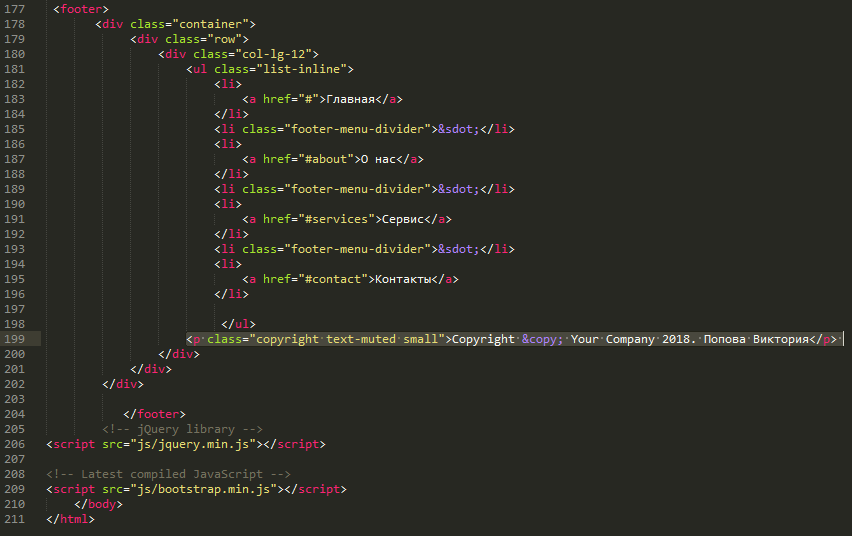 177 <footer>
178 <div class="container">
179 <div class="row">
180 <div class="col-lg-12">
181 <ul class="list-inline">
182 <li>
183 <a href="#">Главная</a>
184 </li>
185 <li class="footer-menu-divider">&sdot;</li>
186 <li>
187 <a href="#about">О нас</a>
188 </li>
189 <li class="footer-menu-divider">&sdot;</li>
190 <li>
191 <a href="#services">Сервис</a>
192 </li>
193 <li class="footer-menu-divider">&sdot;</li>
194 <li>
195 <a href="#contact">Контакты</a>
196 </li>
197
198 </ul>
199 <p class="copyright text-muted small">Copyright &copy; Your Company 2018. Попова Виктория</p>
200 </div>
201 </div>
202 </div>
203
204 </footer>
205 <!-- jQuery library -->
206 <script src="js/jquery.min.js"></script>
207
208 <!-- Latest compiled JavaScript -->
209 <script src="js/bootstrap.min.js"></script>
210 </body>
211 </html>